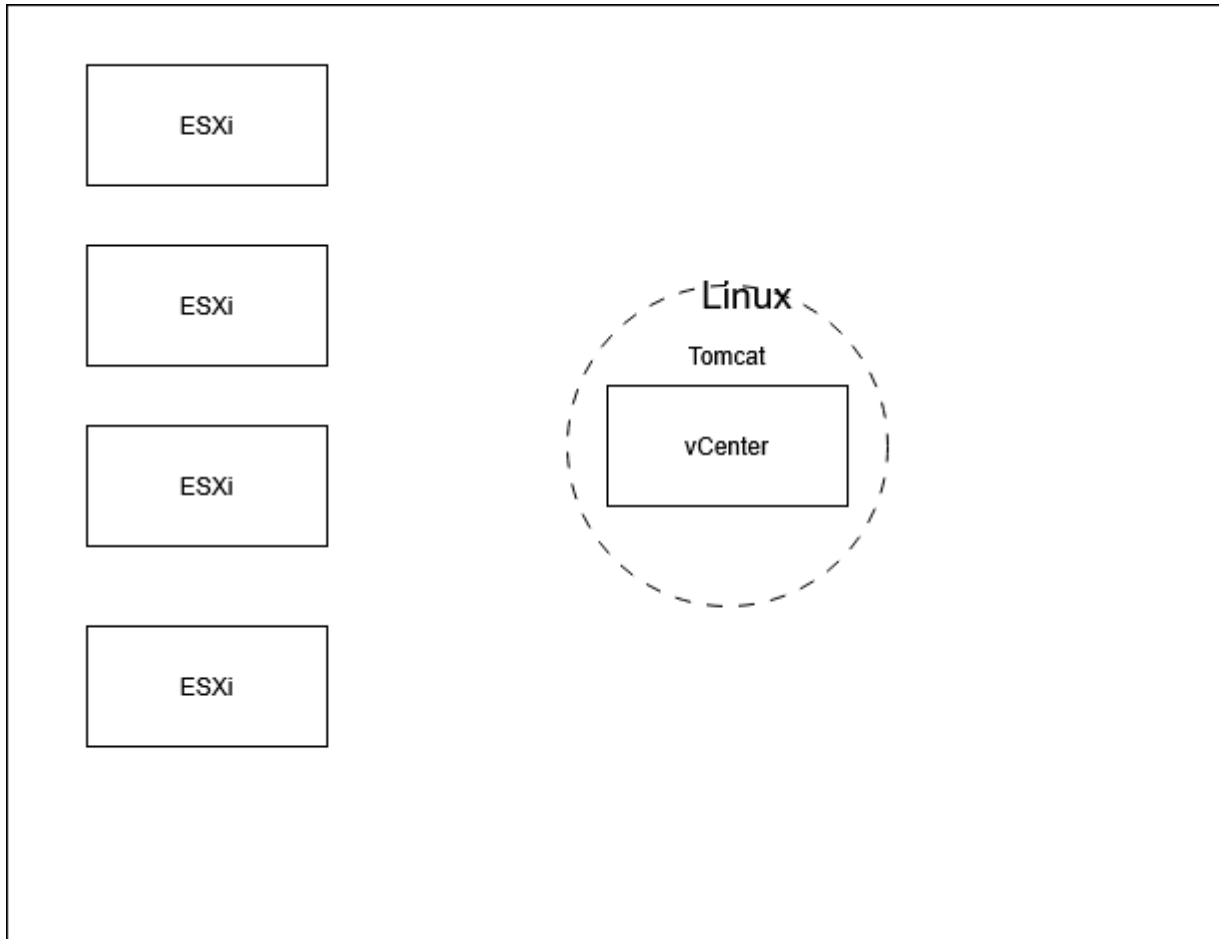 ESXi
ESXi
Linux
Tomcat
vCenter
ESXi
ESXi